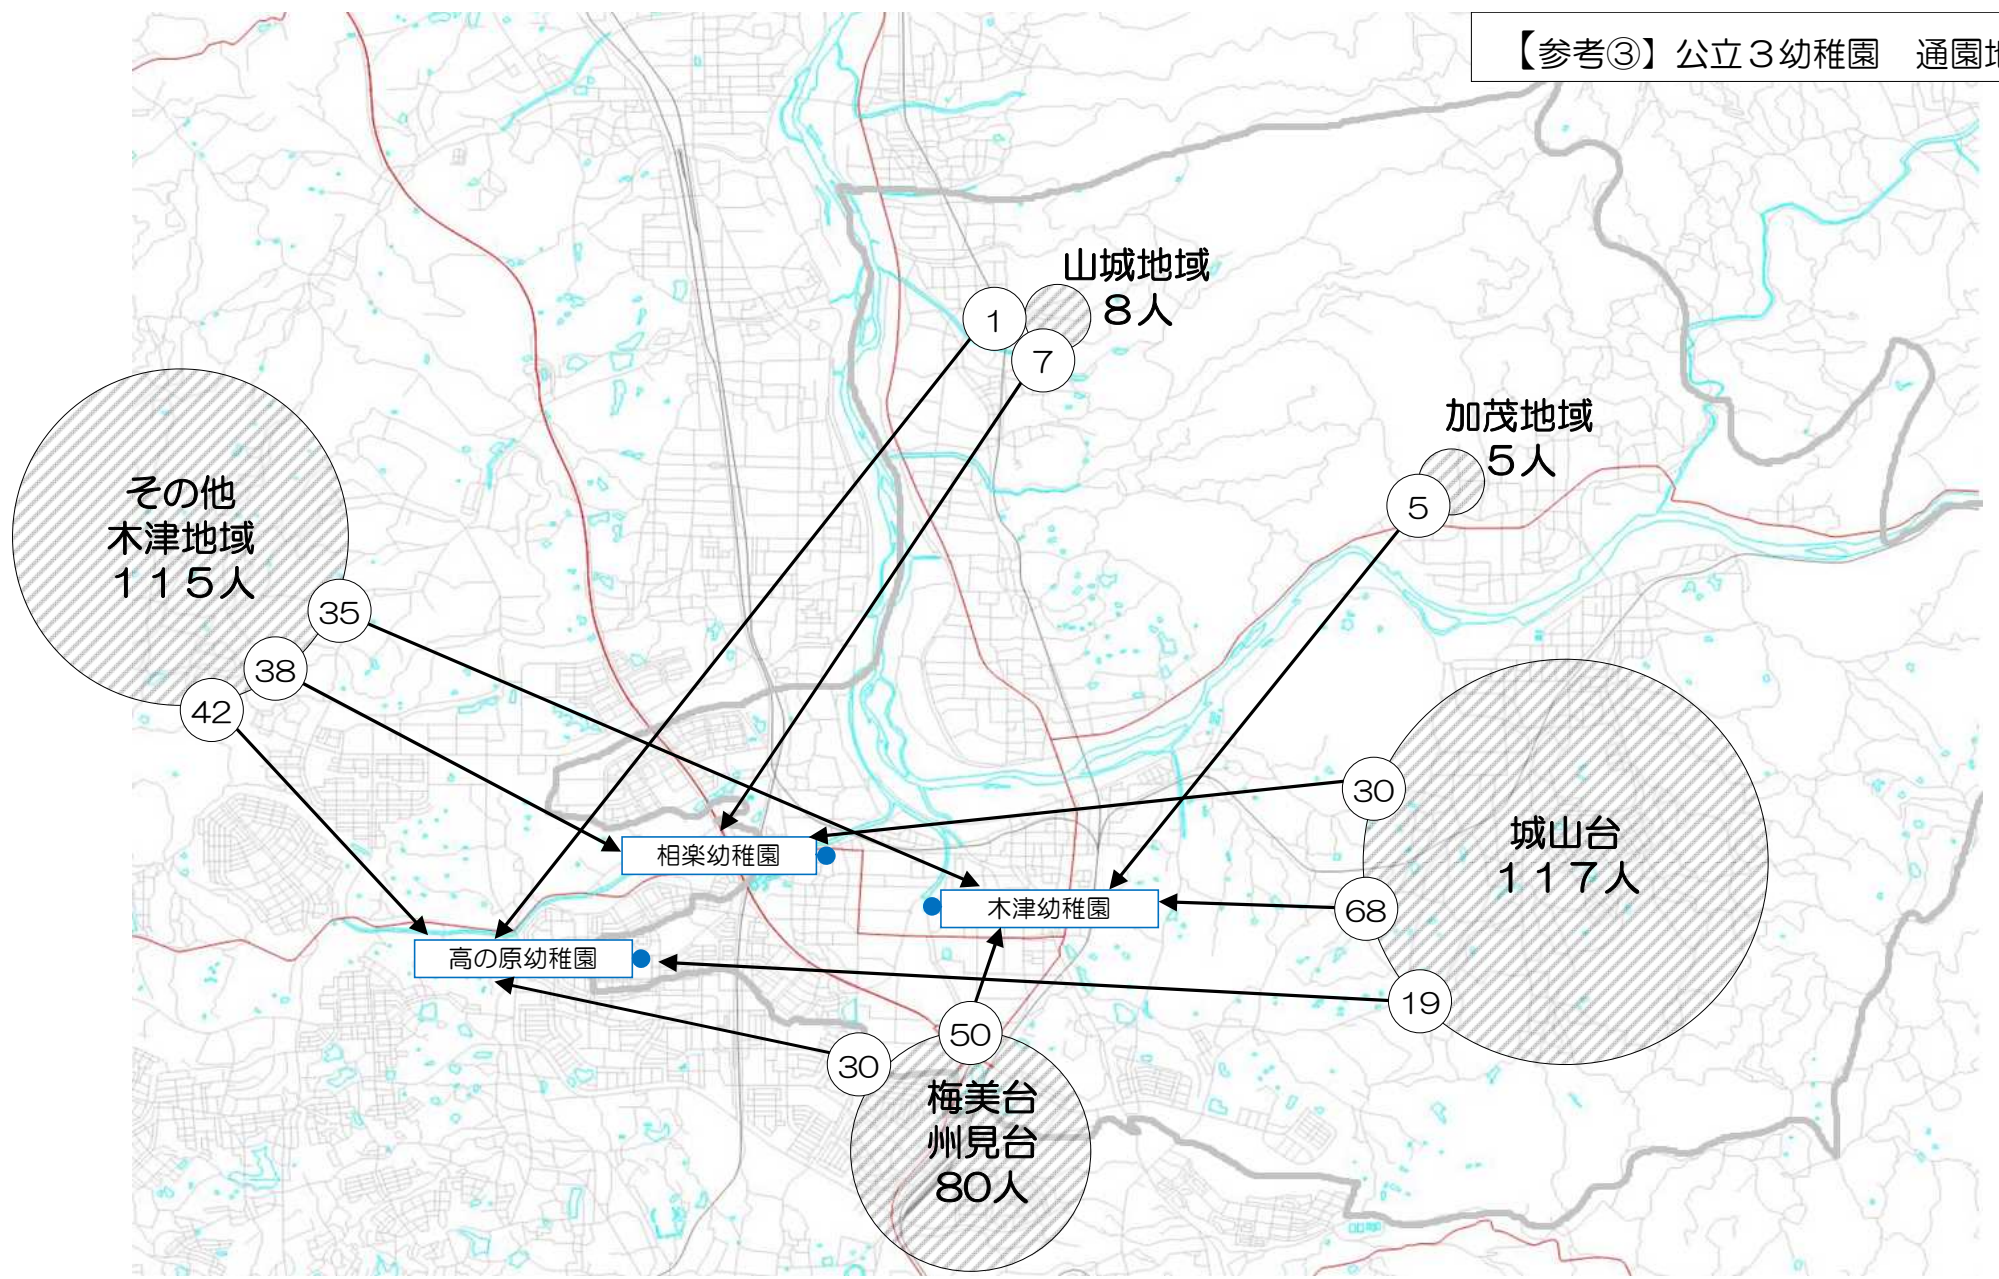 【参考③】公立３幼稚園　通園地
山城地域
８人
1
7
加茂地域
５人
5
その他
木津地域
１１５人
35
38
42
30
城山台
１１７人
68
19
相楽幼稚園
木津幼稚園
高の原幼稚園
50
30
梅美台
州見台
80人